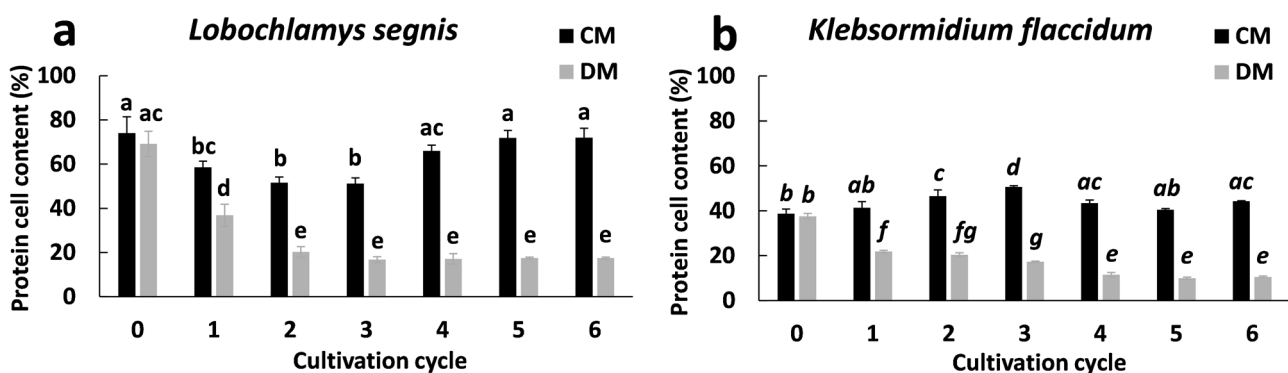 a
Lobochlamys segnis
CM
DM
Protein cell content (%)
100
80
60
40
20
0
a
ac
bc
d
b
e
b
e
ac
e
a
e
a
e
0 1 2 3 4 5 6
Cultivation cycle
b
Klebsormidium flaccidum
CM
DM
Protein cell content (%)
100
80
60
40
20
0
b
b
ab
f
c
fg
d
g
ac
e
ab
e
ac
e
0 1 2 3 4 5 6
Cultivation cycle